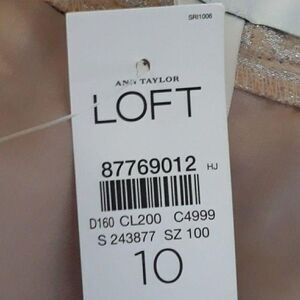 SRI1006
ANN TAYLOR
LOFT
87769012 HJ
D160 CL200 C4999
S 243877 SZ 100
10